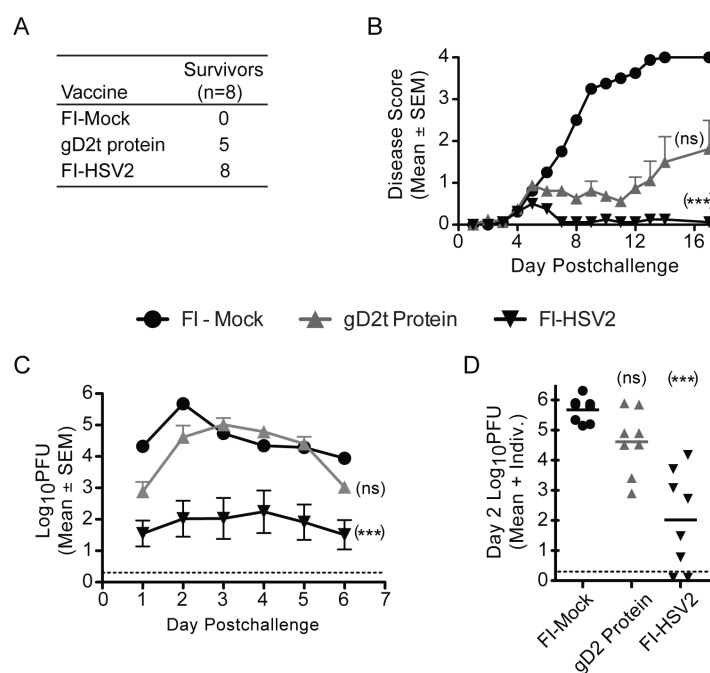 A
Vaccine Survivors (n=8)
FI-Mock 0
gD2t protein 5
FI-HSV2 8
B
Disease Score
(Mean ± SEM)
4
3
2
1
0
(ns)
(***)
0 4 8 12 16
Day Postchallenge
FI - Mock gD2t Protein FI-HSV2
C
Log10PFU
(Mean ± SEM)
6
5
4
3
2
1
0
(ns)
(***)
0 1 2 3 4 5 6 7
Day Postchallenge
D
Day 2 Log10PFU
(Mean + Indiv.)
(ns) (***)
6
5
4
3
2
1
0
FI-Mock
gD2 Protein
FI-HSV2